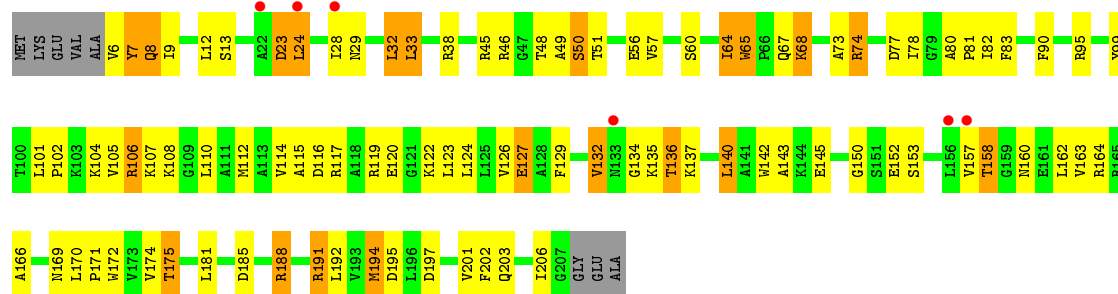 MET LYS GLU VAL ALA V6 Y7 Q8 I9 L12 S13 A22 D23 L24 I28 N29 L32 L33 R38 R45 R46 G47 T48 A49 S50 T51 E56 V57 S60 I64 W65 P66 Q67 K68 A73 R74 D77 I78 G79 A80 P81 I82 F83 F90 R95 Y99
T100 L101 P102 K103 K104 V105 R106 K107 K108 G109 L110 A111 M112 A113 V114 A115 D116 R117 A118 R119 E120 G121 K122 L123 L124 L125 V126 E127 A128 F129 V132 N133 G134 K135 T136 K137 L140 A141 W142 A143 K144 E145 G150 S151 E152 S153 L156 V157 T158 G159 N160 E161 L162 V163 R164 R165
A166 N169 L170 P171 W172 V173 V174 T175 L181 D185 R188 R191 L192 V193 M194 D195 L196 D197 V201 F202 Q203 I206 G207 GLY GLU ALA